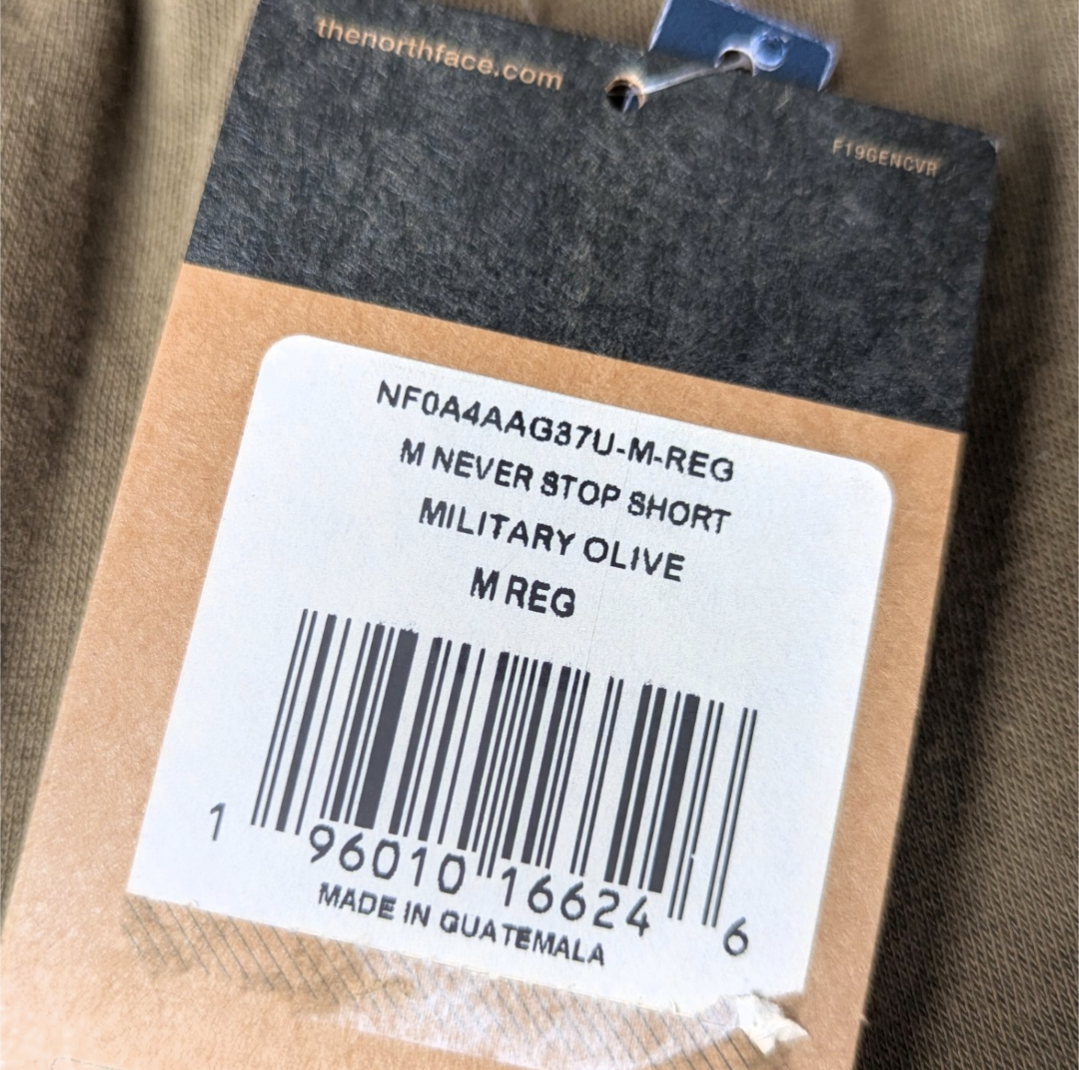 thenorthface.com
F19GENCVR
NF0A4AAG37U-M-REG
M NEVER STOP SHORT
MILITARY OLIVE
M REG
1 96010 16624 6
MADE IN GUATEMALA